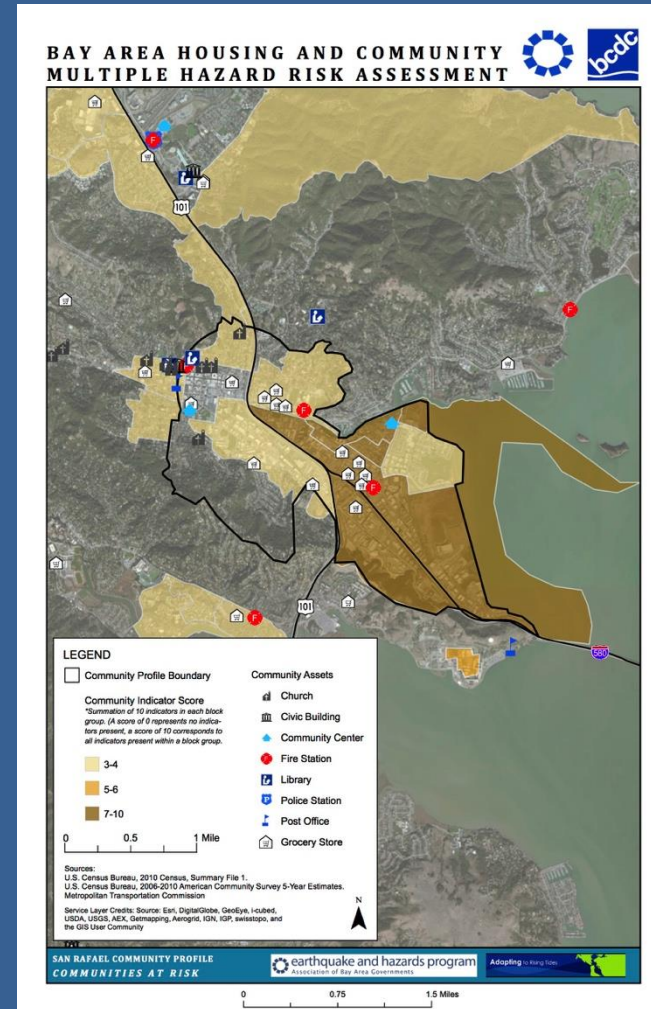 BAY AREA HOUSING AND COMMUNITY
MULTIPLE HAZARD RISK ASSESSMENT
bcdc
101
101
580
LEGEND
Community Profile Boundary
Community Indicator Score
*Summation of 10 indicators in each block
group. (A score of 0 represents no indica-
tors present, a score of 10 corresponds to
all indicators present within a block group.
3-4
5-6
7-10
0 0.5 1 Mile
Community Assets
Church
Civic Building
Community Center
F Fire Station
Library
P Police Station
Post Office
Grocery Store
Sources:
U.S. Census Bureau, 2010 Census, Summary File 1.
U.S. Census Bureau, 2006-2010 American Community Survey 5-Year Estimates.
Metropolitan Transportation Commission
Service Layer Credits: Source: Esri, DigitalGlobe, GeoEye, i-cubed,
USDA, USGS, AEX, Getmapping, Aerogrid, IGN, IGP, swisstopo, and
the GIS User Community
N
SAN RAFAEL COMMUNITY PROFILE
COMMUNITIES AT RISK
earthquake and hazards program
Association of Bay Area Governments
Adapting to Rising Tides
0 0.75 1.5 Miles